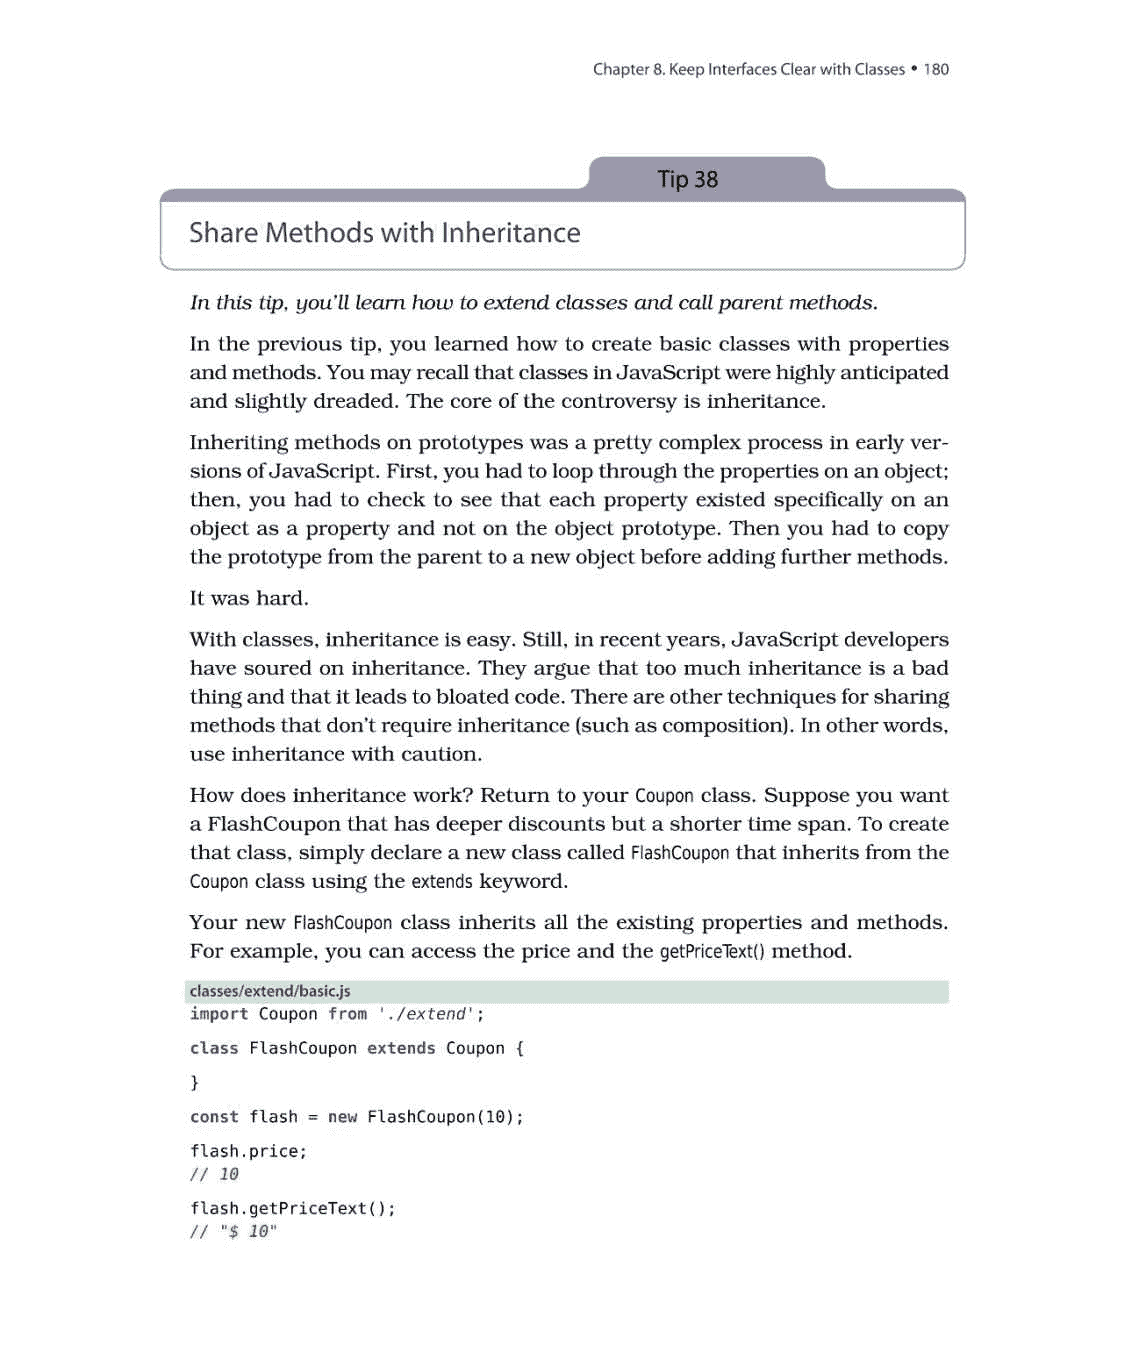 Chapter 8. Keep Interfaces Clear with Classes • 180
Tip 38
Share Methods with Inheritance
In this tip, you'll learn how to extend classes and call parent methods.
In the previous tip, you learned how to create basic classes with properties
and methods. You may recall that classes in JavaScript were highly anticipated
and slightly dreaded. The core of the controversy is inheritance.
Inheriting methods on prototypes was a pretty complex process in early ver-
sions of JavaScript. First, you had to loop through the properties on an object;
then, you had to check to see that each property existed specifically on an
object as a property and not on the object prototype. Then you had to copy
the prototype from the parent to a new object before adding further methods.
It was hard.
With classes, inheritance is easy. Still, in recent years, JavaScript developers
have soured on inheritance. They argue that too much inheritance is a bad
thing and that it leads to bloated code. There are other techniques for sharing
methods that don't require inheritance (such as composition). In other words,
use inheritance with caution.
How does inheritance work? Return to your Coupon class. Suppose you want
a FlashCoupon that has deeper discounts but a shorter time span. To create
that class, simply declare a new class called FlashCoupon that inherits from the
Coupon class using the extends keyword.
Your new FlashCoupon class inherits all the existing properties and methods.
For example, you can access the price and the getPriceText() method.
classes/extend/basic.js
import Coupon from './extend';
class FlashCoupon extends Coupon {
}
const flash = new FlashCoupon(10);
flash.price;
// 10
flash.getPriceText();
// "$ 10"